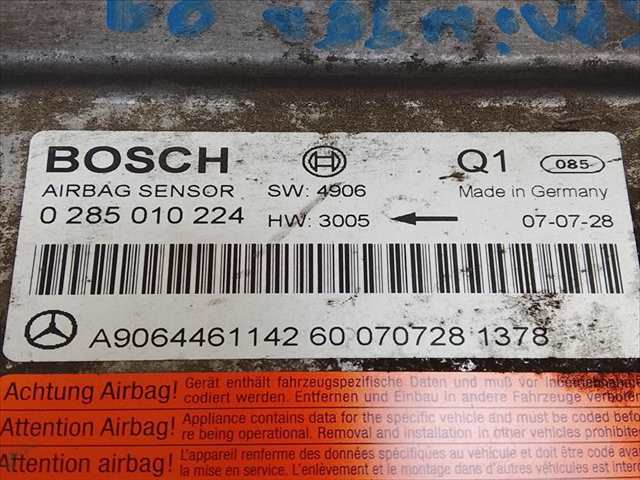 BOSCH Q1 085
AIRBAG SENSOR SW: 4906 Made in Germany
0 285 010 224 HW: 3005 07-07-28
A9064461142 60 070728 1378
Achtung Airbag! Gerät enthält fahrzeugspezifische Daten und muß vor
codiert werden. Entfernen und Einbau in andere Fahrzeuge verboten
Attention Airbag! Appliance contains data for the specific vehicle and must be coded
re being operational. Removal and installation in other vehicles prohibited
Attention airbag! L'appareil renferme des données spécifiques au véhicule et doit être codé
la mise en service. L'enlèvement et le montage dans d'autres véhicules est